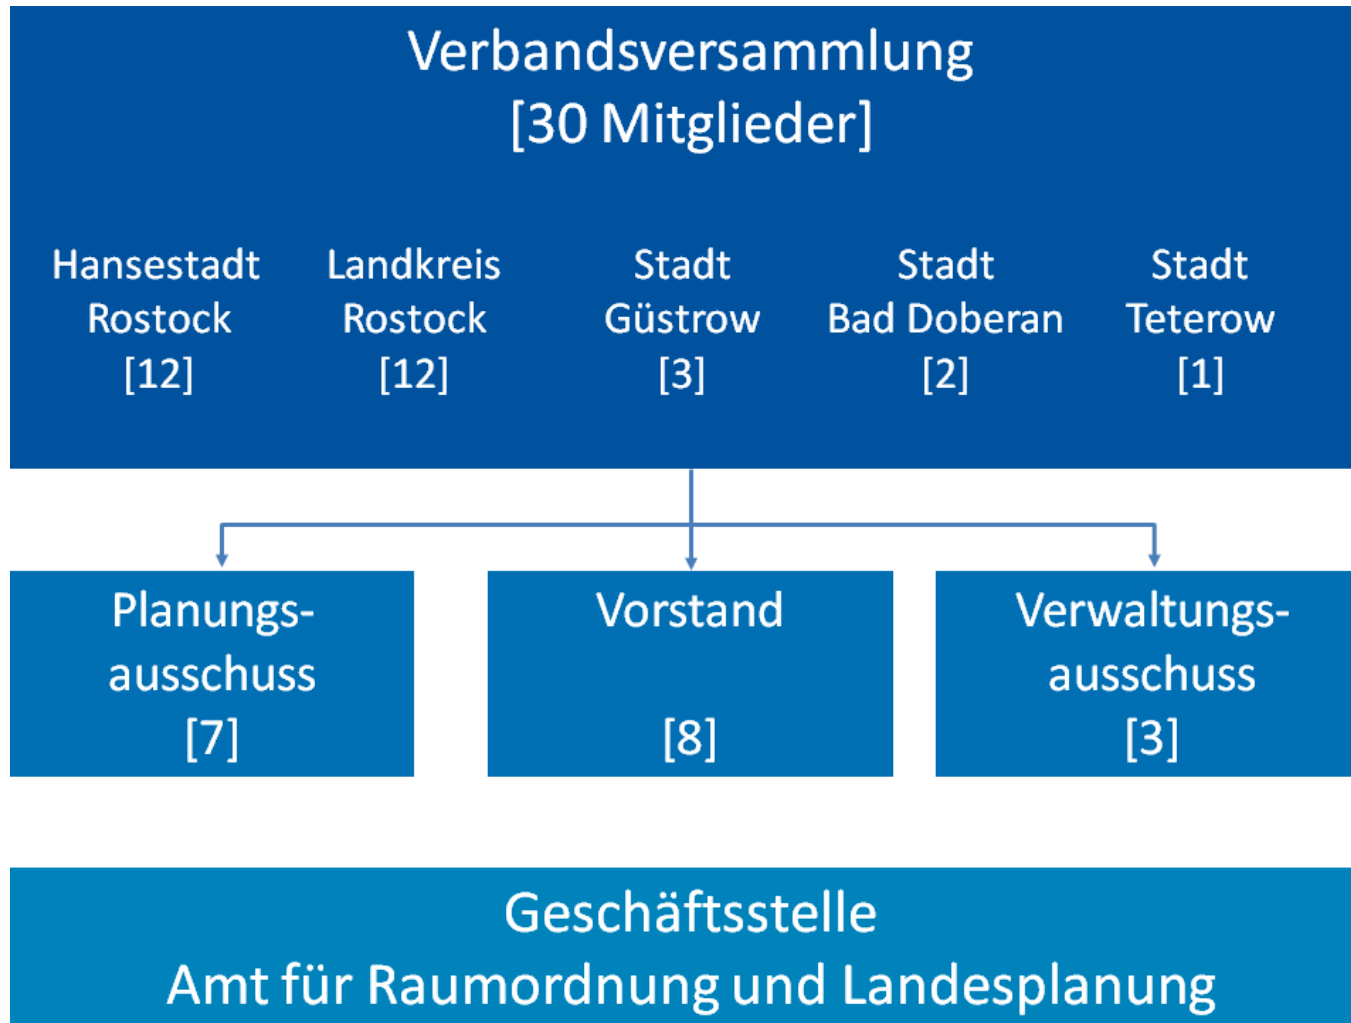 Verbandsversammlung
[30 Mitglieder]
Hansestadt
Rostock
[12]
Landkreis
Rostock
[12]
Stadt
Güstrow
[3]
Stadt
Bad Doberan
[2]
Stadt
Teterow
[1]
Planungs-
ausschuss
[7]
Vorstand
[8]
Verwaltungs-
ausschuss
[3]
Geschäftsstelle
Amt für Raumordnung und Landesplanung